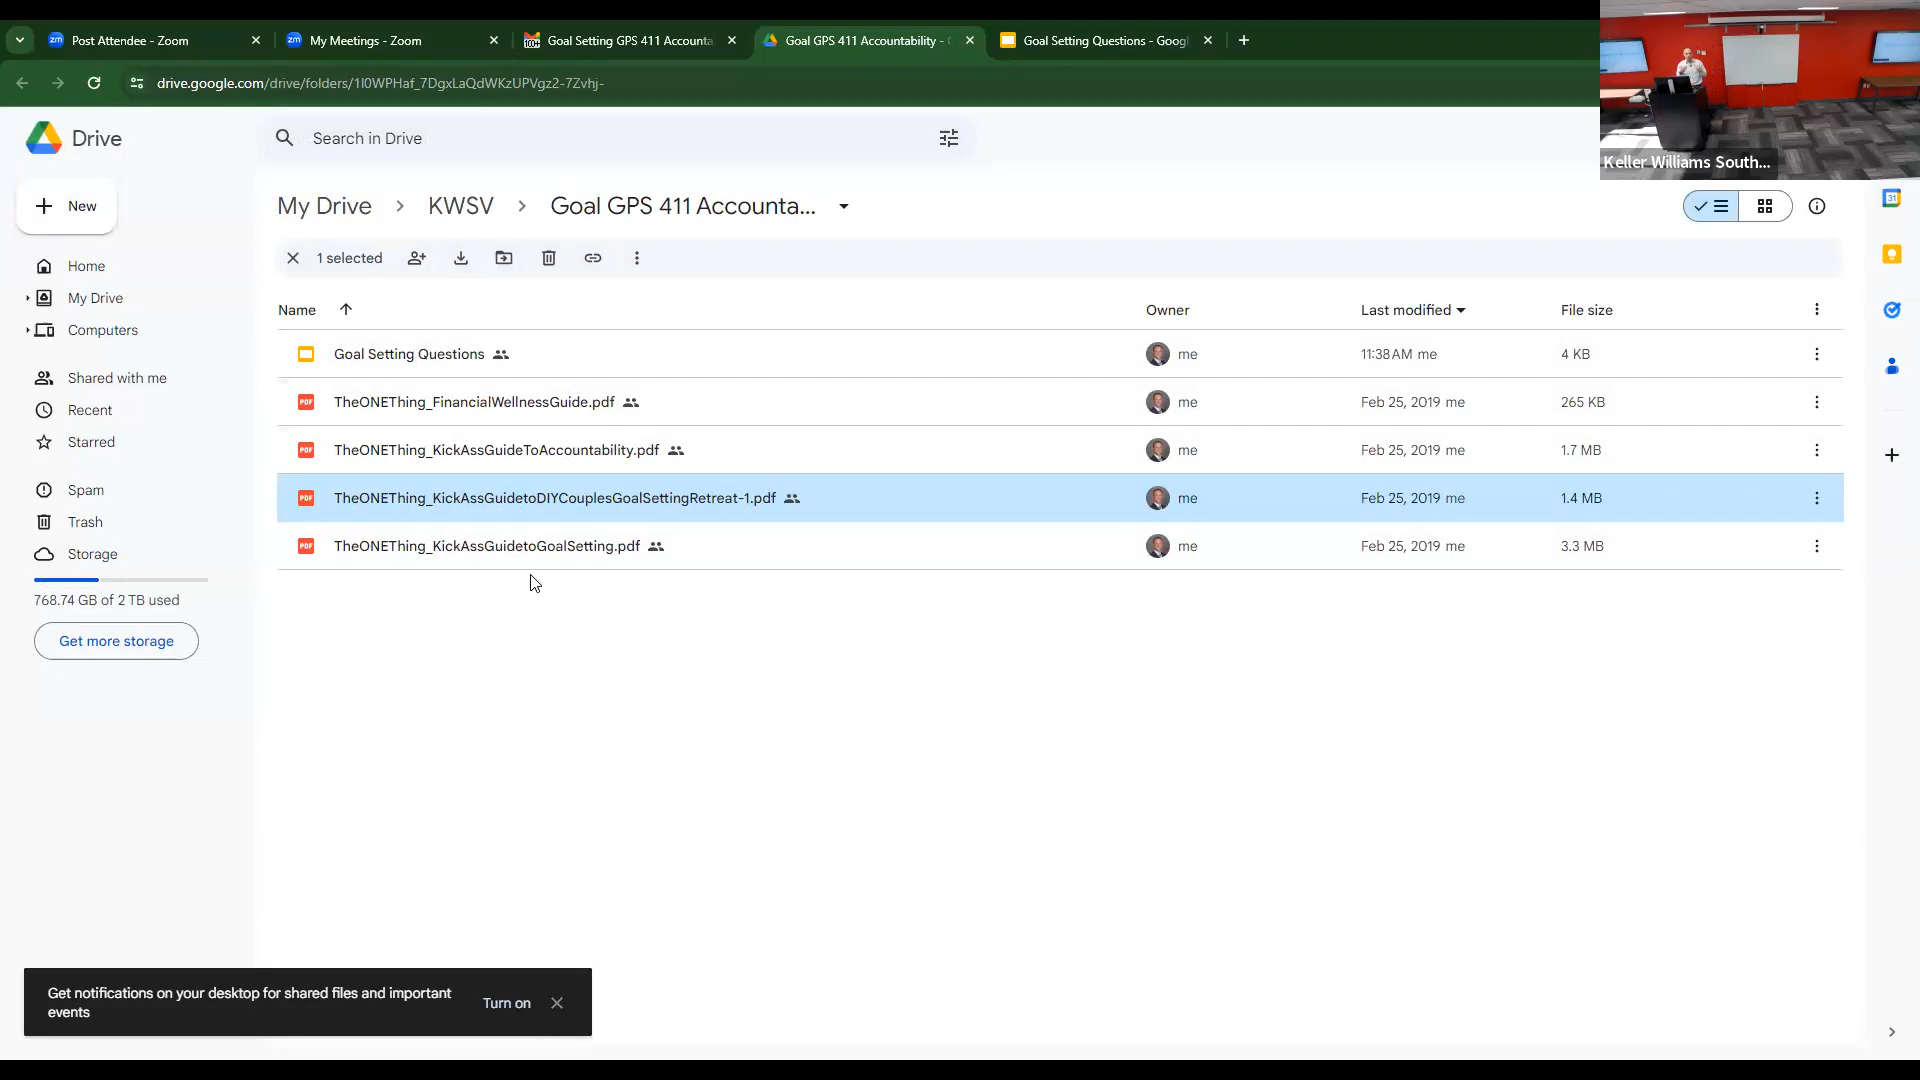 Post Attendee - Zoom
My Meetings - Zoom
100+
Goal Setting GPS 411 Accounta
Goal GPS 411 Accountability -
Goal Setting Questions - Googl
drive.google.com/drive/folders/1I0WPHaf_7DgxLaQdWKzUPVgz2-7Zvhj-
Keller Williams South...
Drive
Search in Drive
New
My Drive > KWSV > Goal GPS 411 Accounta...
1 selected
31
Home
My Drive
Computers
Shared with me
Recent
Starred
Spam
Trash
Storage
768.74 GB of 2 TB used
Get more storage
Name Owner Last modified File size
Goal Setting Questions me 11:38 AM me 4 KB
PDF TheONEThing_FinancialWellnessGuide.pdf me Feb 25, 2019 me 265 KB
PDF TheONEThing_KickAssGuideToAccountability.pdf me Feb 25, 2019 me 1.7 MB
PDF TheONEThing_KickAssGuidetoDIYCouplesGoalSettingRetreat-1.pdf me Feb 25, 2019 me 1.4 MB
PDF TheONEThing_KickAssGuidetoGoalSetting.pdf me Feb 25, 2019 me 3.3 MB
Get notifications on your desktop for shared files and important
events
Turn on